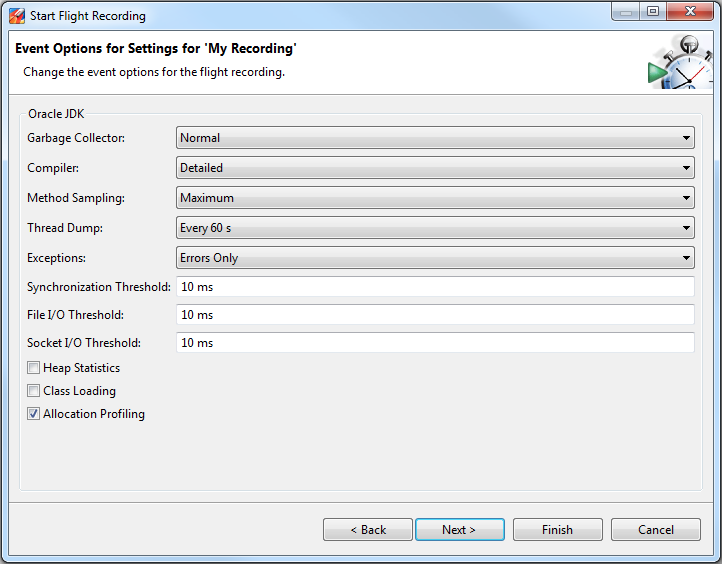 Start Flight Recording
Event Options for Settings for 'My Recording'
Change the event options for the flight recording.
Oracle JDK
Garbage Collector: Normal
Compiler: Detailed
Method Sampling: Maximum
Thread Dump: Every 60 s
Exceptions: Errors Only
Synchronization Threshold: 10 ms
File I/O Threshold: 10 ms
Socket I/O Threshold: 10 ms
Heap Statistics
Class Loading
Allocation Profiling
< Back Next > Finish Cancel